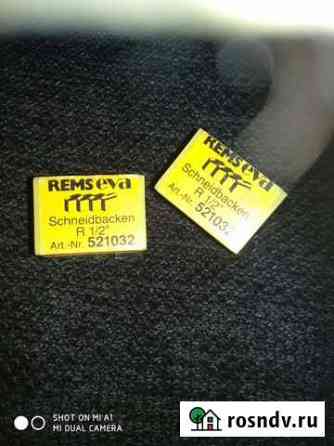 REMS eva
Schneidbacken
R 1/2"
Art.-Nr. 521032
REMS eva
Schneidbacken
R 1/2"
Art.-Nr. 521032
SHOT ON MI A1
MI DUAL CAMERA
rosndv.ru